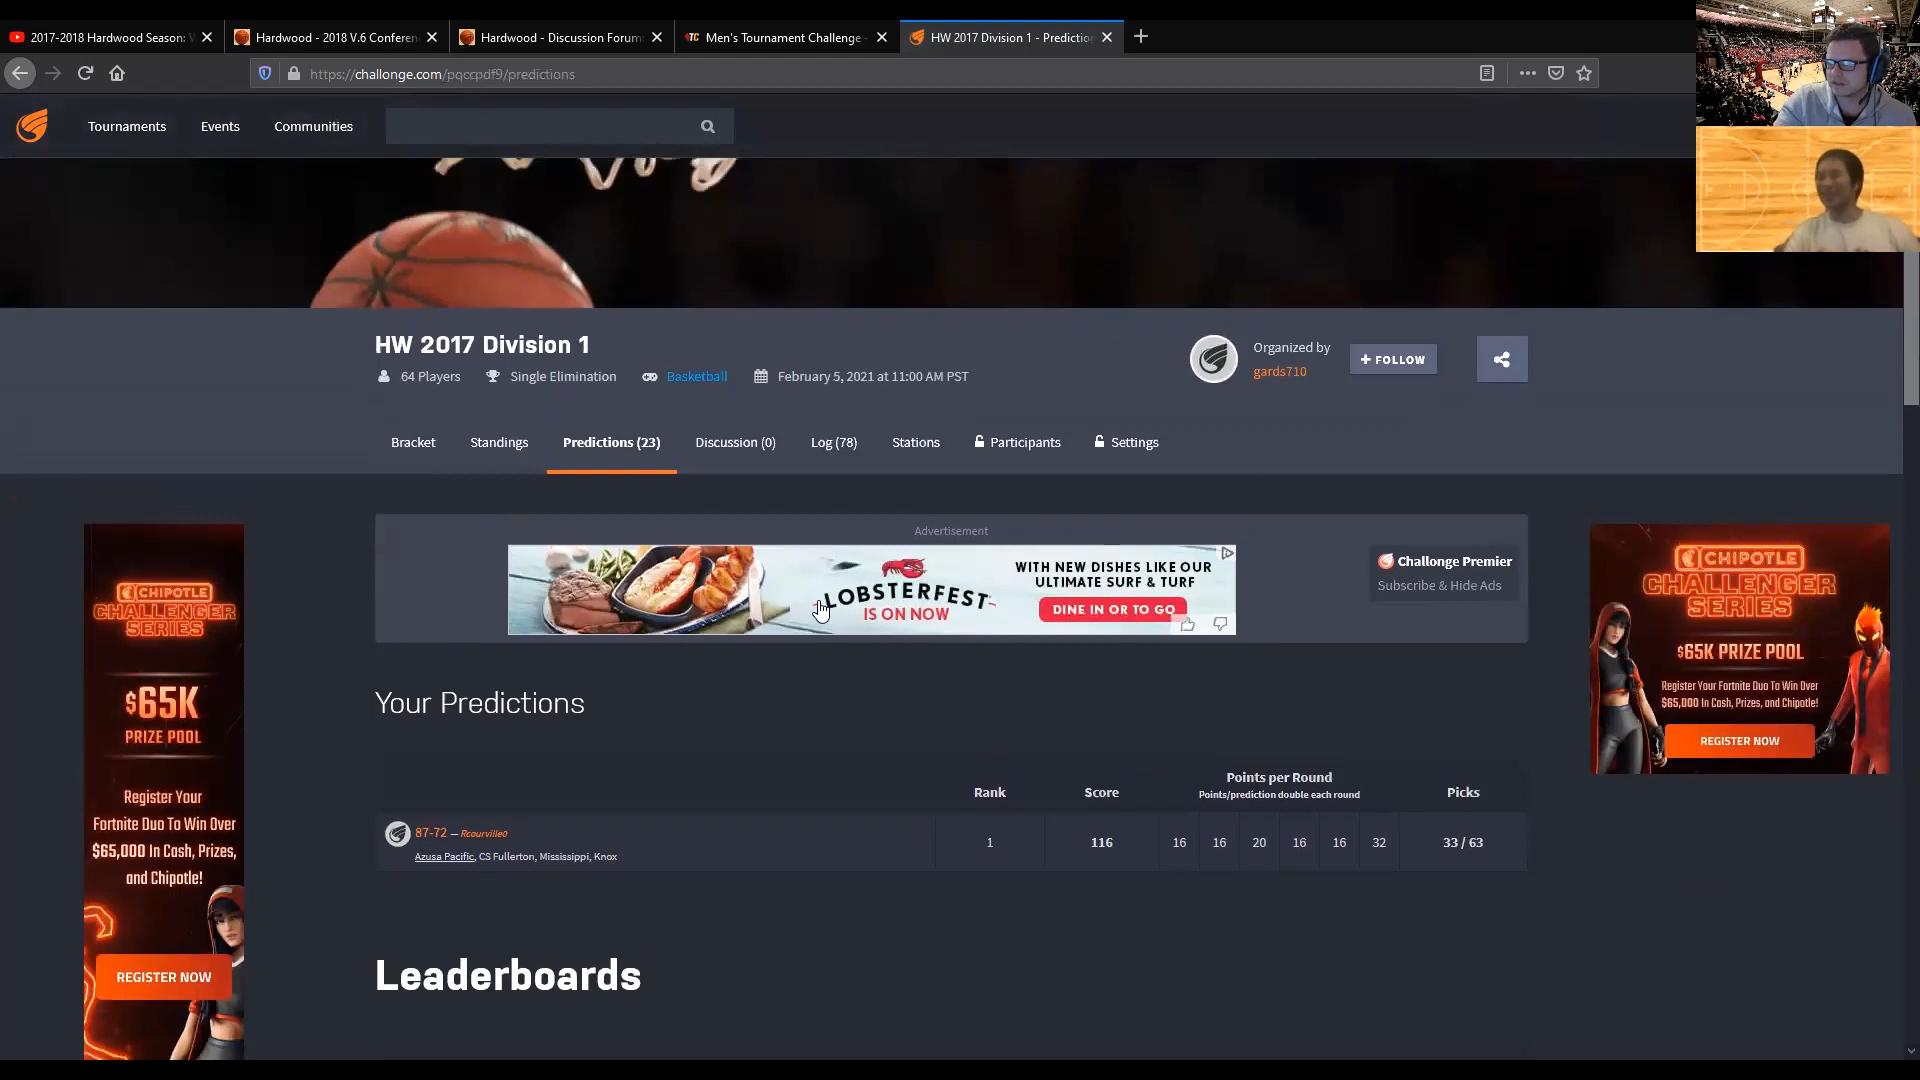 2017-2018 Hardwood Season:
Hardwood - 2018 V.6 Conferen
Hardwood - Discussion Forum
TC Men's Tournament Challenge -
HW 2017 Division 1 - Predictio
https://challonge.com/pqccpdf9/predictions
Tournaments Events Communities
HW 2017 Division 1
64 Players Single Elimination Basketball February 5, 2021 at 11:00 AM PST
Organized by
gards710
+ FOLLOW
Bracket Standings Predictions (23) Discussion (0) Log (78) Stations Participants Settings
Advertisement
LOBSTERFEST
IS ON NOW
WITH NEW DISHES LIKE OUR
ULTIMATE SURF & TURF
DINE IN OR TO GO
Challonge Premier
Subscribe & Hide Ads
CHIPOTLE
CHALLENGER
SERIES
$65K
PRIZE POOL
Register Your
Fortnite Duo To Win Over
$65,000 In Cash, Prizes,
and Chipotle!
REGISTER NOW
CHIPOTLE
CHALLENGER
SERIES
$65K PRIZE POOL
Register Your Fortnite Duo To Win Over
$65,000 In Cash, Prizes, and Chipotle!
REGISTER NOW
Your Predictions
Rank Score Points per Round Picks
Points/prediction double each round
87-72 — Rcourville0
Azusa Pacific, CS Fullerton, Mississippi, Knox
1 116 16 16 20 16 16 32 33 / 63
Leaderboards